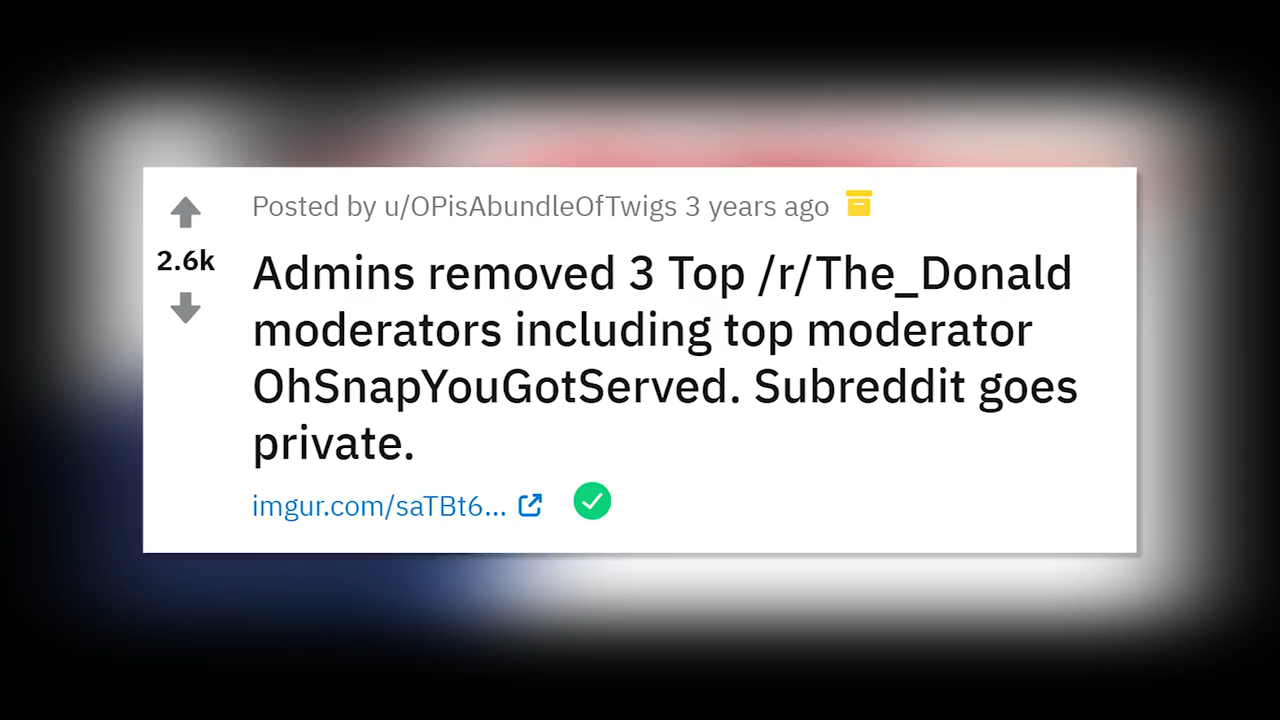 Posted by u/OPisAbundleOfTwigs 3 years ago
2.6k
Admins removed 3 Top /r/The_Donald
moderators including top moderator
OhSnapYouGotServed. Subreddit goes
private.
imgur.com/saTBt6...